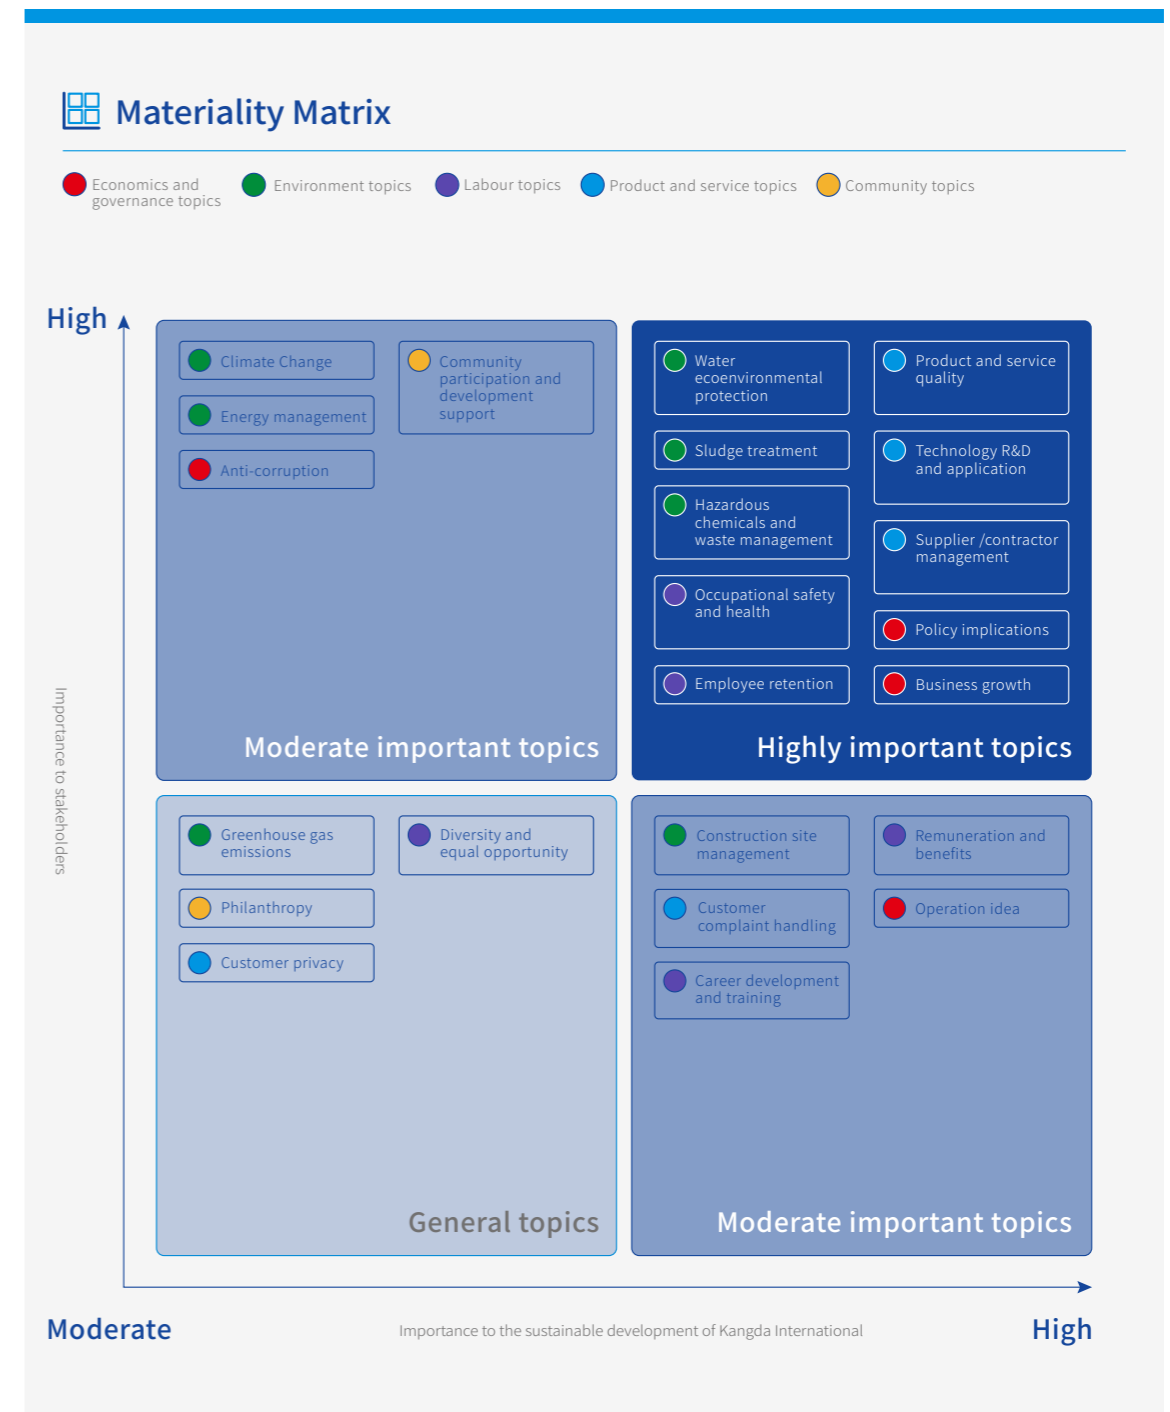 Materiality Matrix
Economics and
governance topics
Environment topics
Labour topics
Product and service topics
Community topics
High
Climate Change
Energy management
Anti-corruption
Community
participation and
development
support
Moderate important topics
Water
ecoenvironmental
protection
Sludge treatment
Hazardous
chemicals and
waste management
Occupational safety
and health
Employee retention
Product and service
quality
Technology R&D
and application
Supplier /contractor
management
Policy implications
Business growth
Highly important topics
Importance to stakeholders
Greenhouse gas
emissions
Philanthropy
Customer privacy
Diversity and
equal opportunity
General topics
Construction site
management
Customer
complaint handling
Career development
and training
Remuneration and
benefits
Operation idea
Moderate important topics
Moderate
Importance to the sustainable development of Kangda International
High